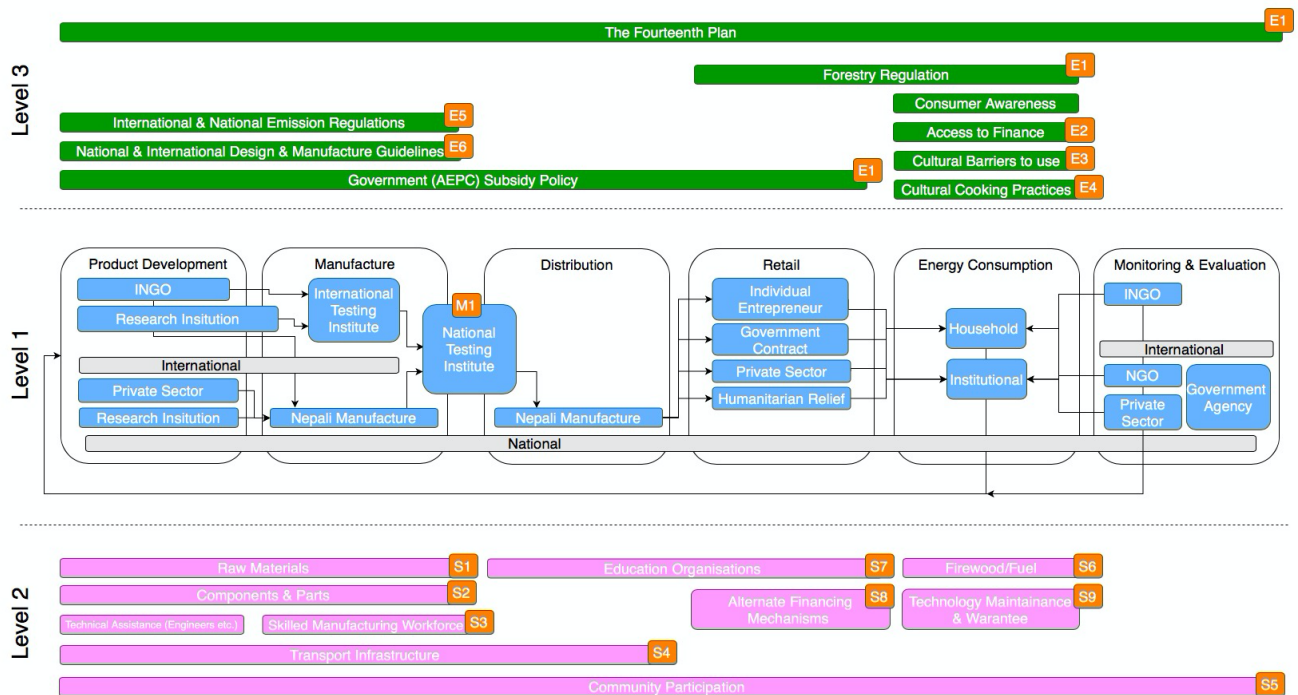 Level 3
The Fourteenth Plan
E1
Forestry Regulation
E1
Consumer Awareness
International & National Emission Regulations
E5
Access to Finance
E2
National & International Design & Manufacture Guidelines
E6
Cultural Barriers to use
E3
Government (AEPC) Subsidy Policy
E1
Cultural Cooking Practices
E4
Level 1
Product Development
INGO
Research Insitution
International
Private Sector
Research Insitution
Manufacture
International
Testing
Institute
Nepali Manufacture
M1
National
Testing
Institute
Distribution
Nepali Manufacture
Retail
Individual
Entrepreneur
Government
Contract
Private Sector
Humanitarian Relief
Energy Consumption
Household
Institutional
Monitoring & Evaluation
INGO
International
NGO
Private
Sector
Government
Agency
National
Level 2
Raw Materials
S1
Education Organisations
S7
Firewood/Fuel
S6
Components & Parts
S2
Alternate Financing
Mechanisms
S8
Technology Maintainance
& Warantee
S9
Technical Assistance (Engineers etc.)
Skilled Manufacturing Workforce
S3
Transport Infrastructure
S4
Community Participation
S5